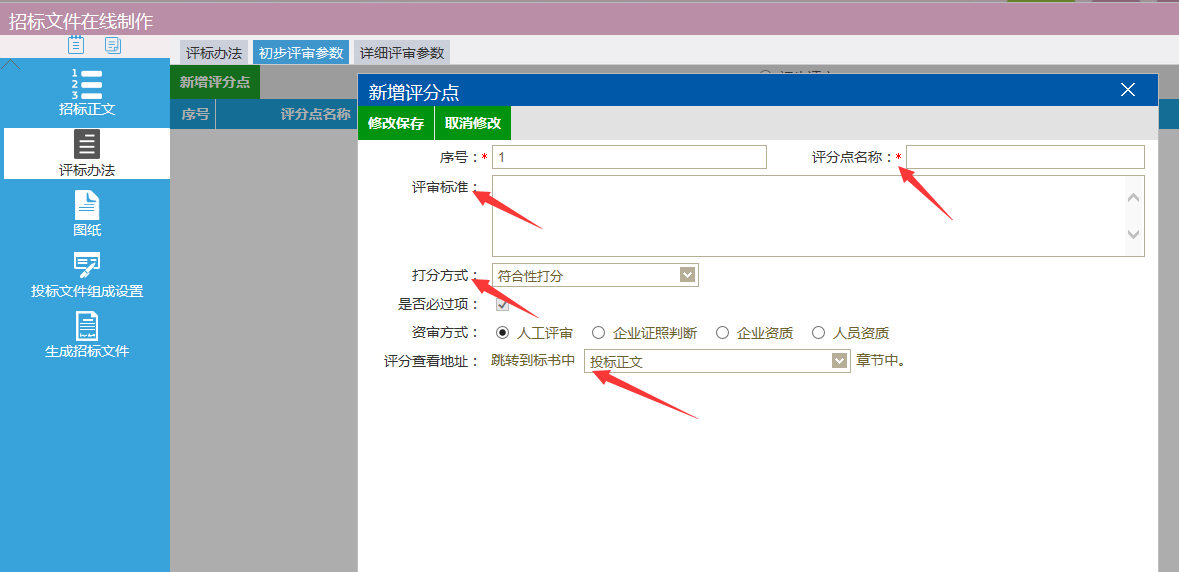 招标文件在线制作
评标办法 初步评审参数 详细评审参数
新增评分点
序号 评分点名称
1
2
3
招标正文
评标办法
图纸
投标文件组成设置
生成招标文件
新增评分点
修改保存 取消修改
序号：* 1 评分点名称：*
评审标准：
打分方式： 符合性打分
是否必过项：
资审方式： 人工评审 企业证照判断 企业资质 人员资质
评分查看地址： 跳转到标书中 投标正文 章节中。